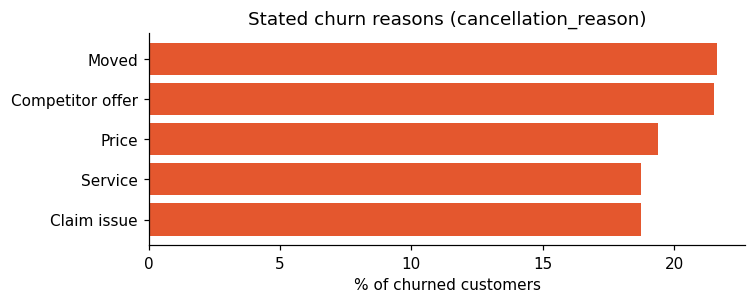 Stated churn reasons (cancellation_reason)
Moved
Competitor offer
Price
Service
Claim issue
0 5 10 15 20
% of churned customers